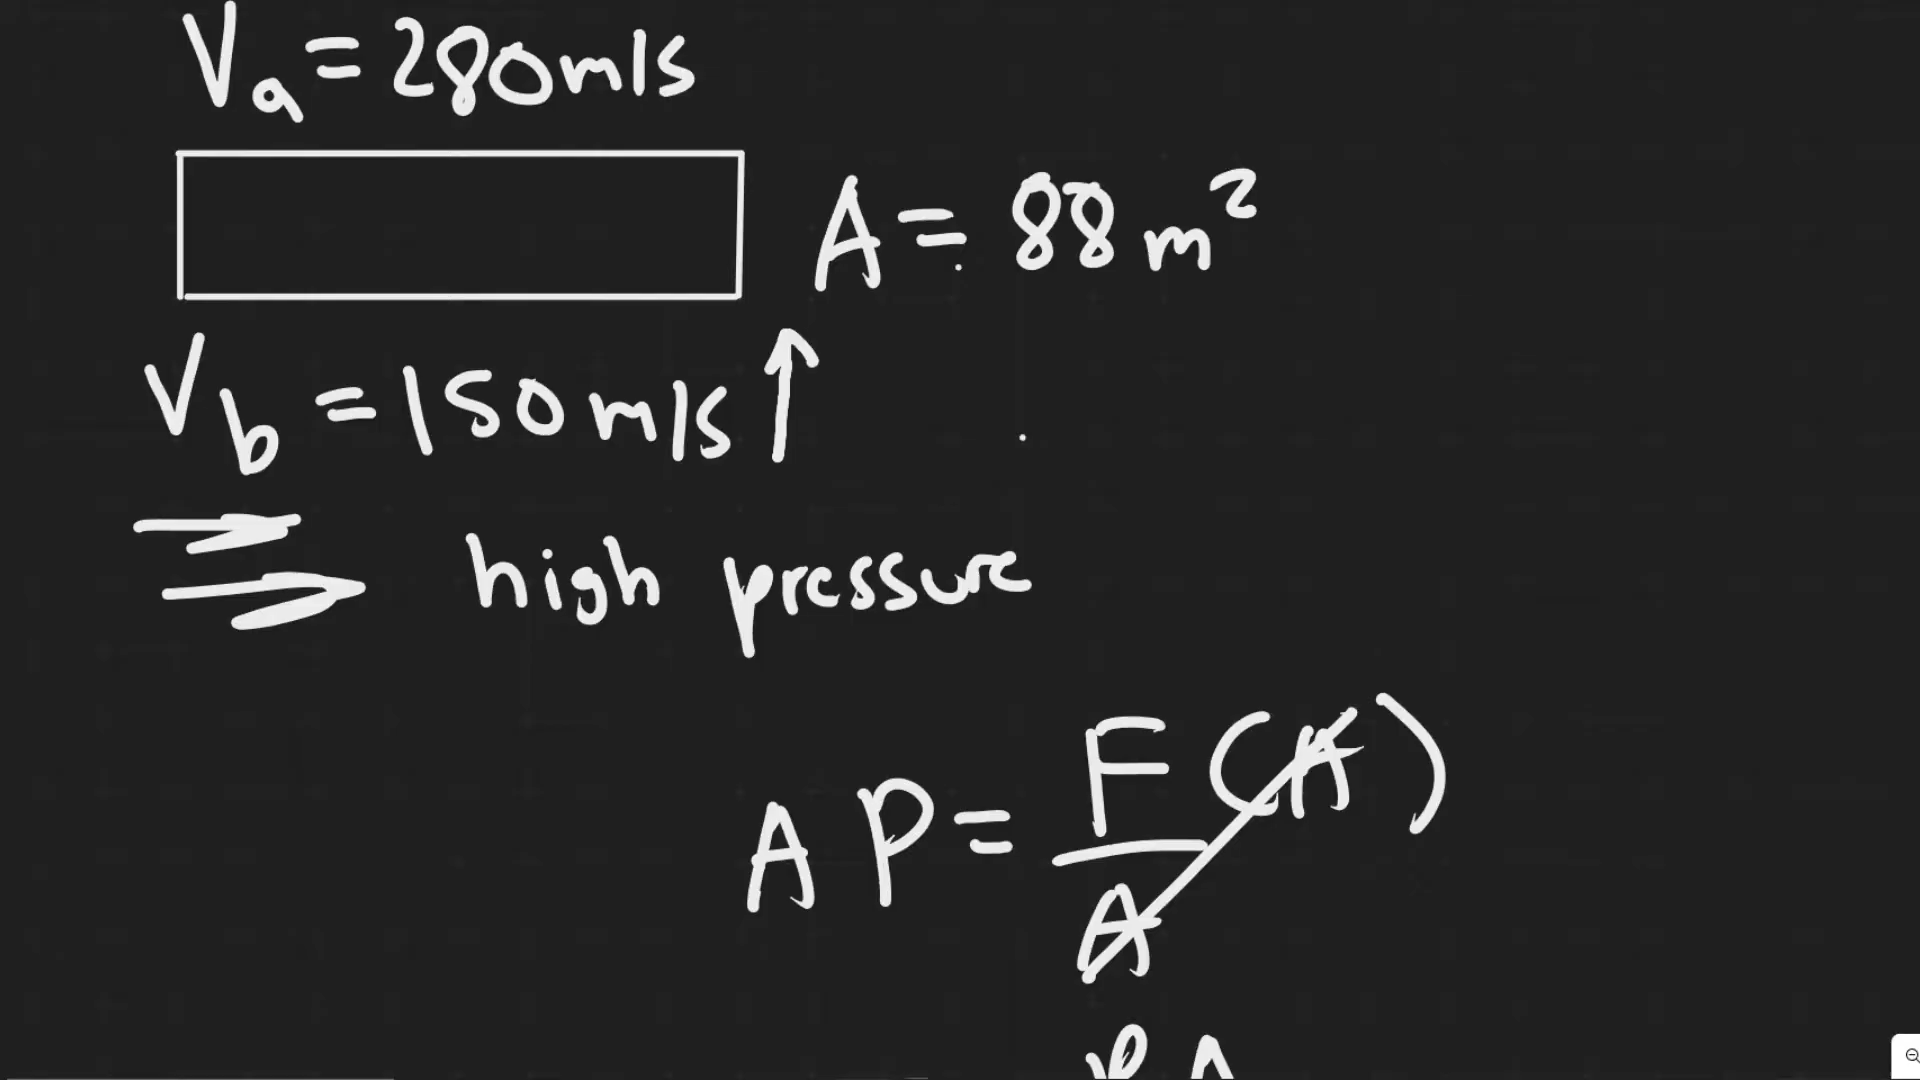 Va = 280m/s
A = 88m²
Vb = 150m/s ↑
high pressure
AP = F(A)/A